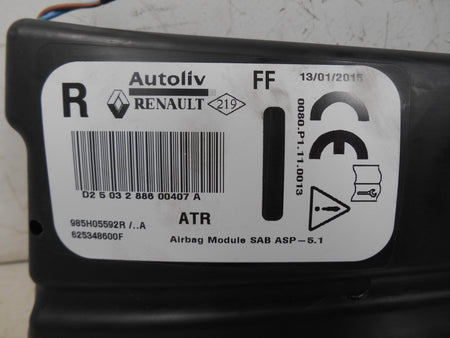 Autoliv
FF
13/01/2015
R
RENAULT
219
0080.P1.11.0013
CE
D2 5 03 2 886 00407 A
985H05592R /..A
625348600F
ATR
Airbag Module SAB ASP-5.1